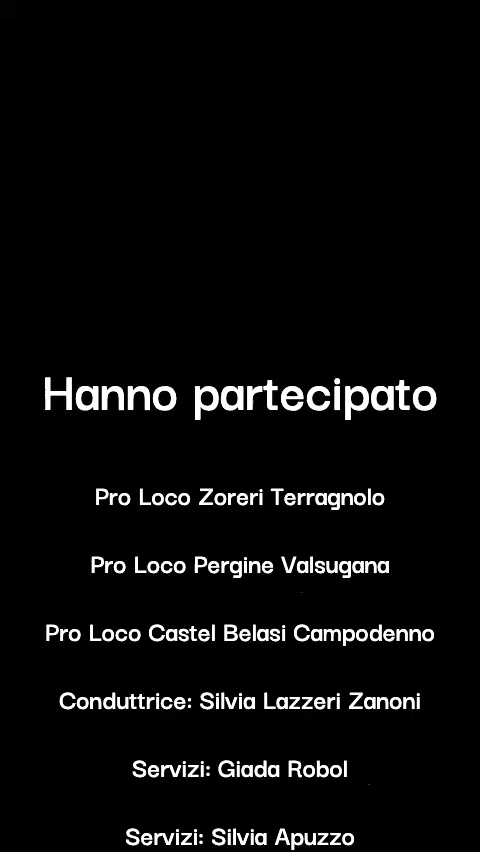 Hanno partecipato
Pro Loco Zoreri Terragnolo
Pro Loco Pergine Valsugana
Pro Loco Castel Belasi Campodenno
Conduttrice: Silvia Lazzeri Zanoni
Servizi: Giada Robol
Servizi: Silvia Apuzzo